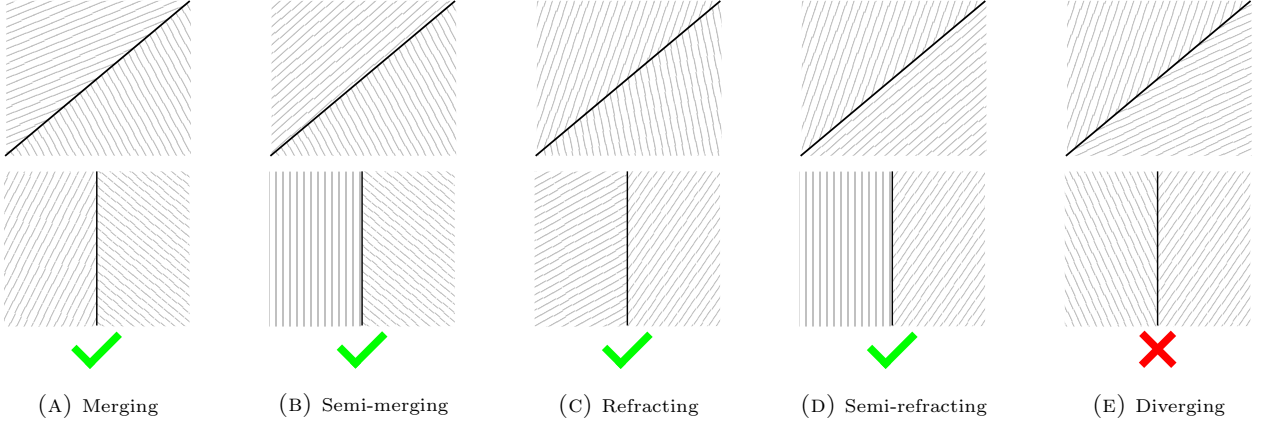 (A) Merging
(B) Semi-merging
(C) Refracting
(D) Semi-refracting
(E) Diverging